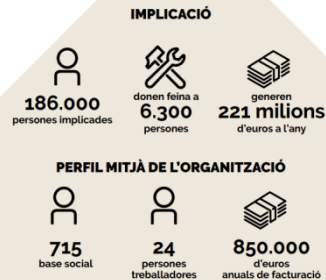 IMPLICACIÓ
186.000
persones implicades
donen feina a
6.300
persones
generen
221 milions
d'euros a l'any
PERFIL MITJÀ DE L'ORGANITZACIÓ
715
base social
24
persones
treballadores
850.000
d'euros
anuals de facturació